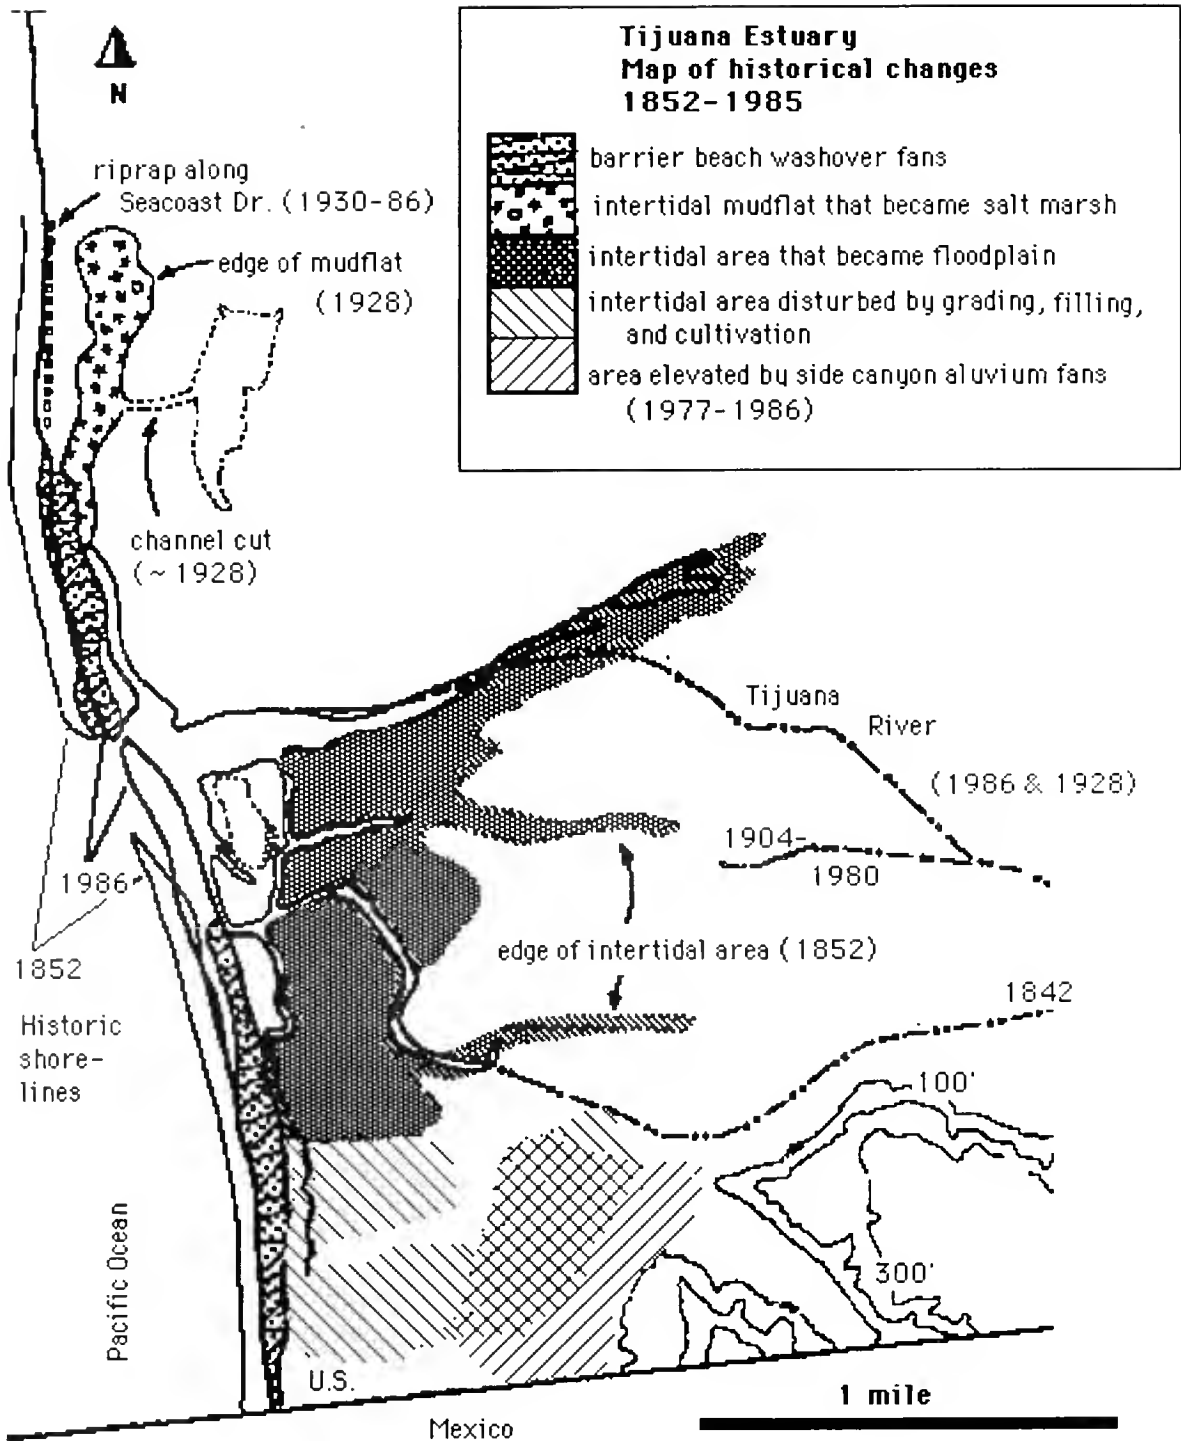 Tijuana Estuary
Map of historical changes
1852-1985
barrier beach washover fans
intertidal mudflat that became salt marsh
intertidal area that became floodplain
intertidal area disturbed by grading, filling,
and cultivation
area elevated by side canyon aluvium fans
(1977-1986)
N
riprap along
Seacoast Dr. (1930-86)
edge of mudflat
(1928)
channel cut
(~ 1928)
Tijuana
River
(1986 & 1928)
1904-
1980
1986
1852
edge of intertidal area (1852)
Historic
shore-
lines
1842
100'
300'
Pacific Ocean
U.S.
Mexico
1 mile